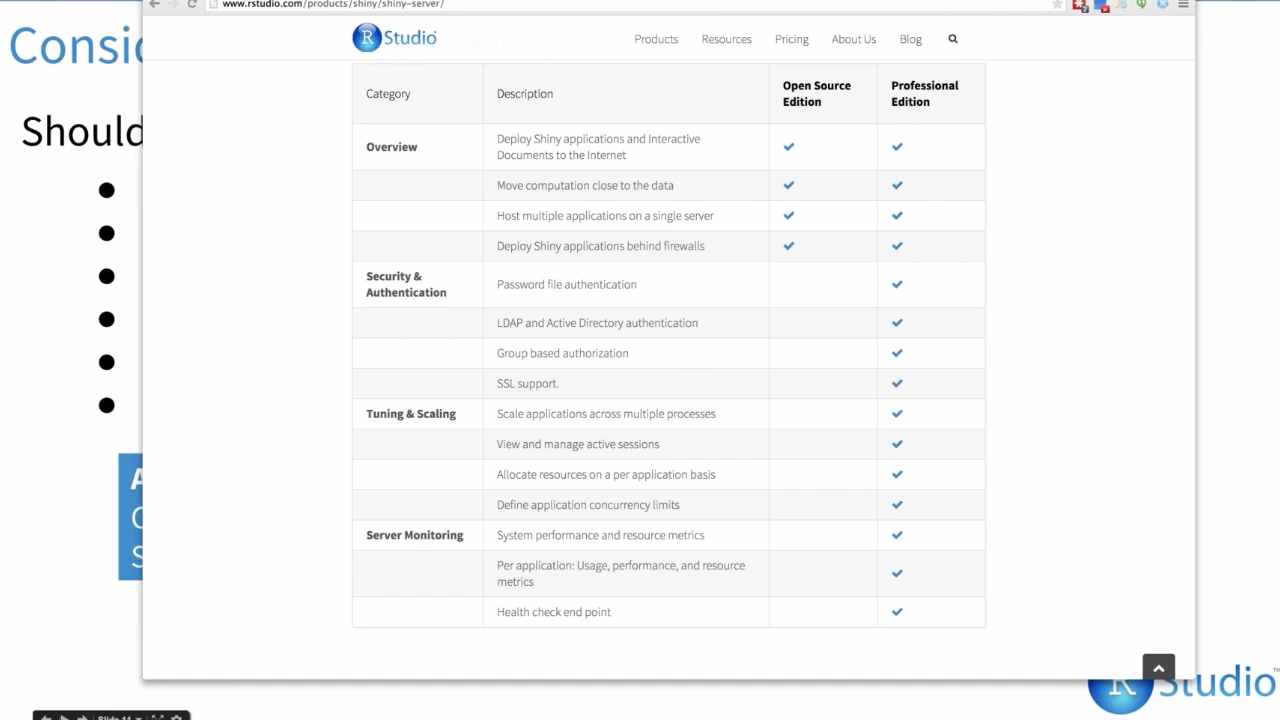 www.rstudio.com/products/shiny/shiny-server/
Consi
Should
R Studio
Products Resources Pricing About Us Blog
Category Description Open Source Edition Professional Edition
Overview Deploy Shiny applications and Interactive
Documents to the Internet
Move computation close to the data
Host multiple applications on a single server
Deploy Shiny applications behind firewalls
Security &
Authentication
Password file authentication
LDAP and Active Directory authentication
Group based authorization
SSL support.
Tuning & Scaling Scale applications across multiple processes
View and manage active sessions
Allocate resources on a per application basis
Define application concurrency limits
Server Monitoring System performance and resource metrics
Per application: Usage, performance, and resource
metrics
Health check end point
R Studio™
Slide 11